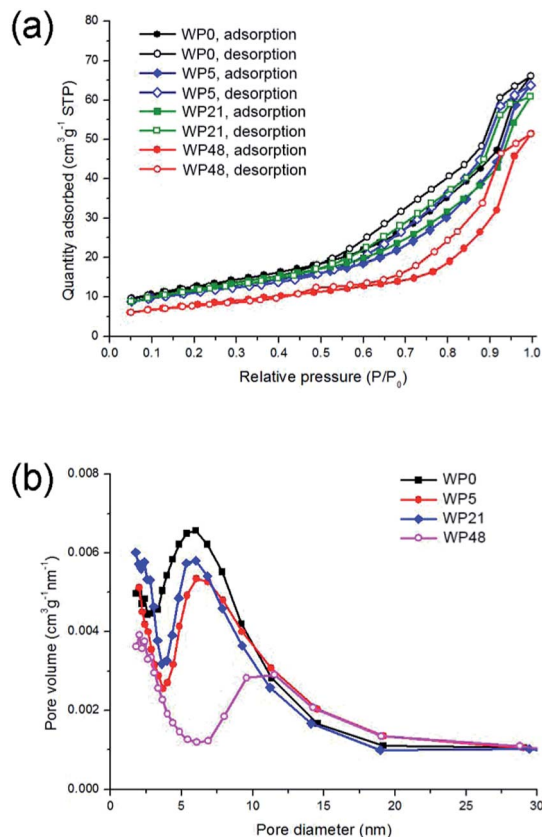 (a)
WP0, adsorption
WP0, desorption
WP5, adsorption
WP5, desorption
WP21, adsorption
WP21, desorption
WP48, adsorption
WP48, desorption
Quantity adsorbed (cm³g⁻¹ STP)
80
70
60
50
40
30
20
10
0
0.0 0.1 0.2 0.3 0.4 0.5 0.6 0.7 0.8 0.9 1.0
Relative pressure (P/P₀)
(b)
WP0
WP5
WP21
WP48
Pore volume (cm³g⁻¹nm⁻¹)
0.008
0.006
0.004
0.002
0.000
0 5 10 15 20 25 30
Pore diameter (nm)